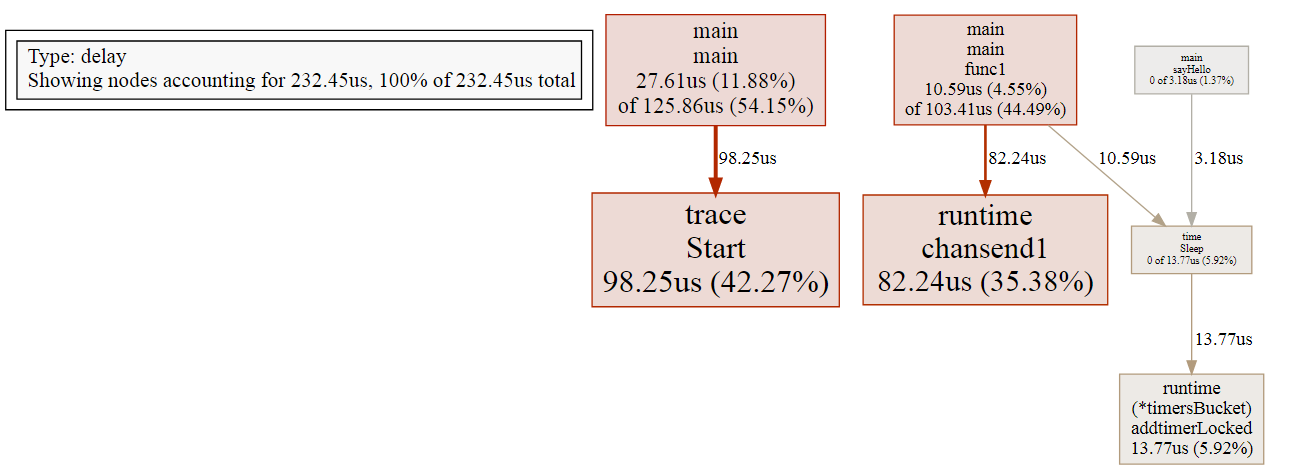 Type: delay
Showing nodes accounting for 232.45us, 100% of 232.45us total
main
main
27.61us (11.88%)
of 125.86us (54.15%)
main
main
func1
10.59us (4.55%)
of 103.41us (44.49%)
main
sayHello
0 of 3.18us (1.37%)
98.25us
82.24us
10.59us
3.18us
trace
Start
98.25us (42.27%)
runtime
chansend1
82.24us (35.38%)
time
Sleep
0 of 13.77us (5.92%)
13.77us
runtime
(*timersBucket)
addtimerLocked
13.77us (5.92%)